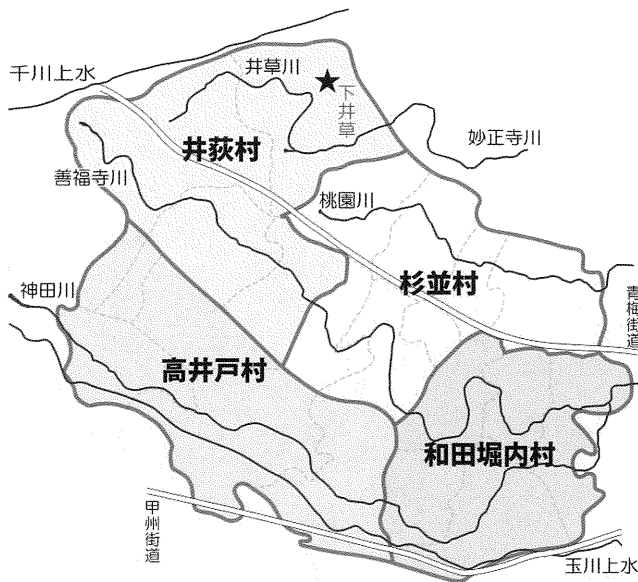 千川上水
井草川
★
下井草
妙正寺川
井荻村
善福寺川
桃園川
杉並村
青梅街道
神田川
高井戸村
和田堀内村
甲州街道
玉川上水